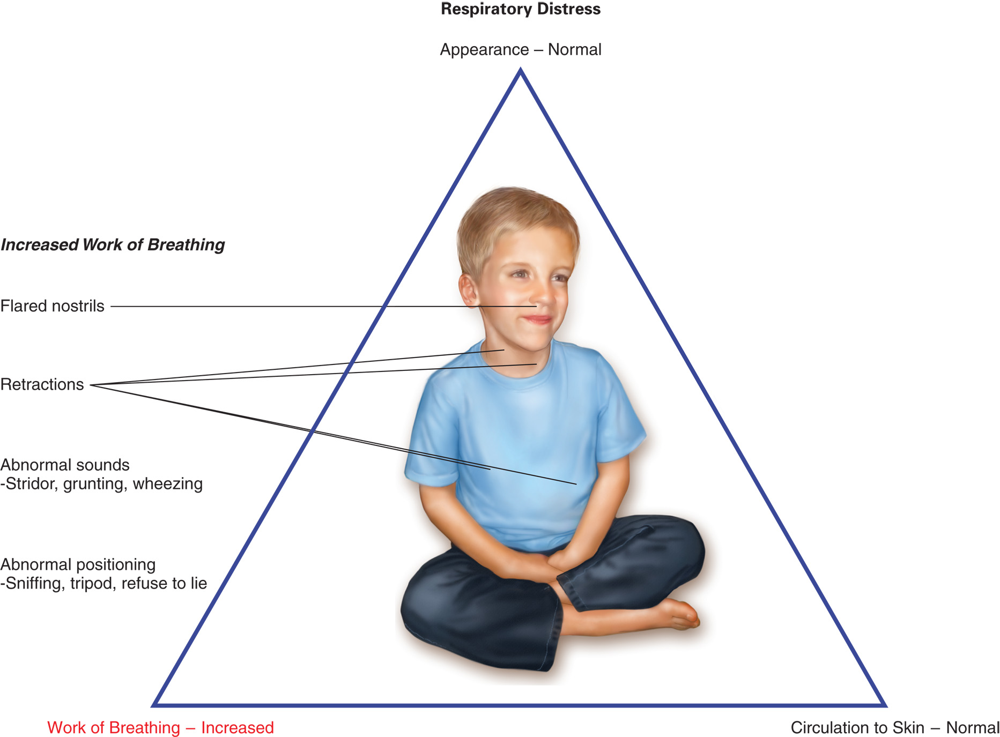 Respiratory Distress
Appearance – Normal
Increased Work of Breathing
Flared nostrils
Retractions
Abnormal sounds
-Stridor, grunting, wheezing
Abnormal positioning
-Sniffing, tripod, refuse to lie
Work of Breathing – Increased
Circulation to Skin – Normal